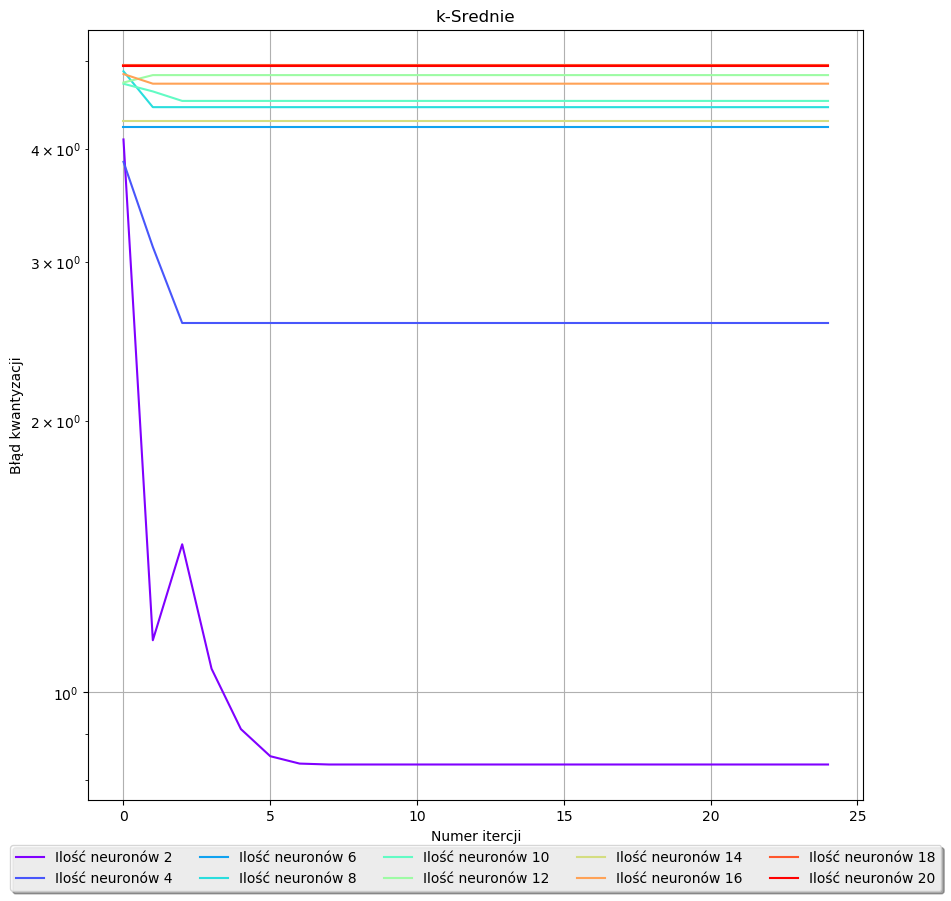 k-Srednie
Błąd kwantyzacji
4 × 10⁰
3 × 10⁰
2 × 10⁰
10⁰
0 5 10 15 20 25
Numer itercji
Ilość neuronów 2 Ilość neuronów 6 Ilość neuronów 10 Ilość neuronów 14 Ilość neuronów 18
Ilość neuronów 4 Ilość neuronów 8 Ilość neuronów 12 Ilość neuronów 16 Ilość neuronów 20